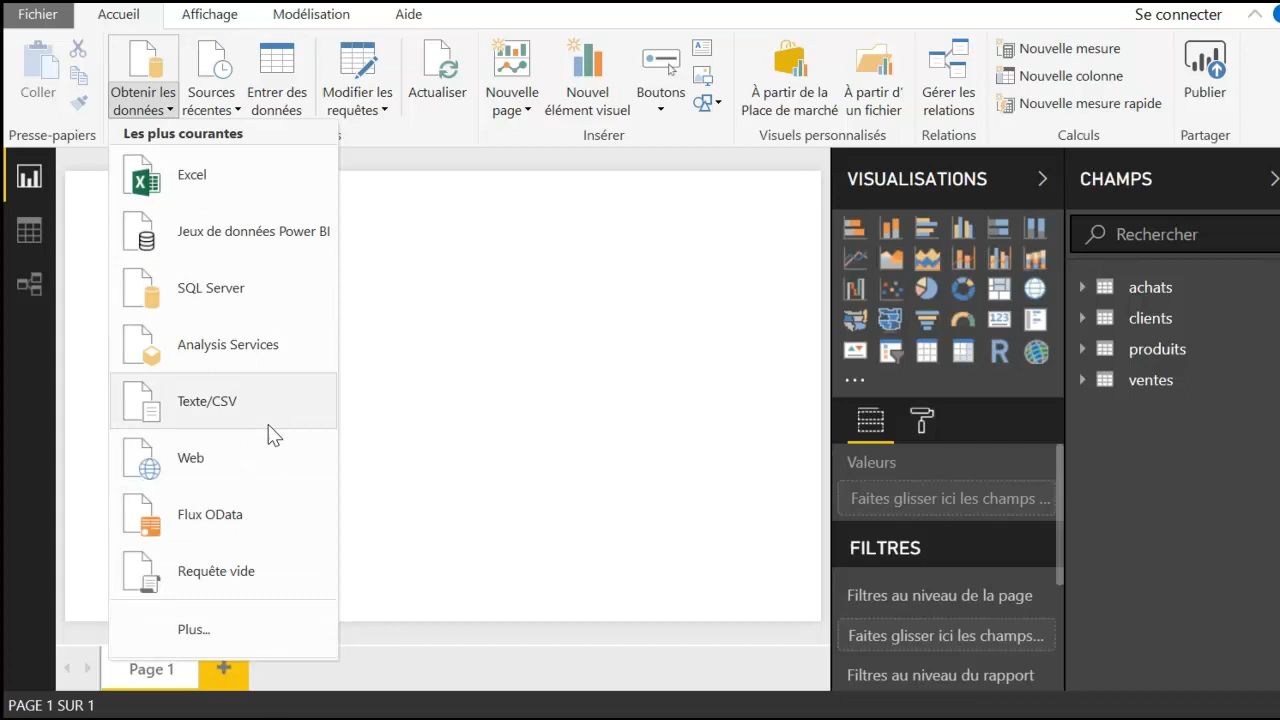 Fichier
Accueil
Affichage
Modélisation
Aide
Se connecter
Coller
Obtenir les
données
Sources
récentes
Entrer des
données
Modifier les
requêtes
Actualiser
Nouvelle
page
Nouvel
élément visuel
Boutons
À partir de la
Place de marché
À partir d'
un fichier
Gérer les
relations
Nouvelle mesure
Nouvelle colonne
Nouvelle mesure rapide
Publier
Presse-papiers
Insérer
Visuels personnalisés
Relations
Calculs
Partager
Les plus courantes
Excel
Jeux de données Power BI
SQL Server
Analysis Services
Texte/CSV
Web
Flux OData
Requête vide
Plus...
VISUALISATIONS
R
123
Valeurs
Faites glisser ici les champs ...
FILTRES
Filtres au niveau de la page
Faites glisser ici les champs...
Filtres au niveau du rapport
CHAMPS
Rechercher
achats
clients
produits
ventes
Page 1
PAGE 1 SUR 1